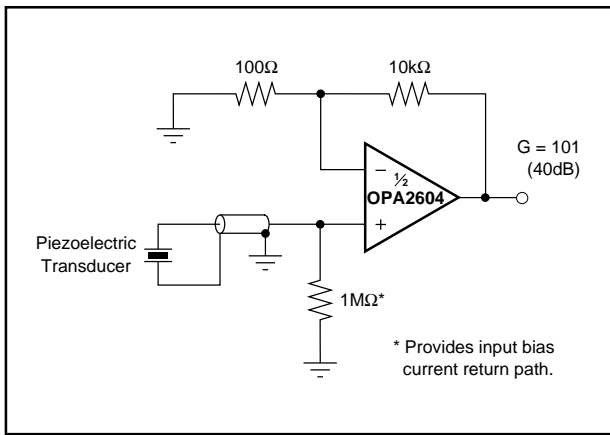 100Ω
10kΩ
G = 101
(40dB)
–
½
OPA2604
+
Piezoelectric
Transducer
1MΩ*
* Provides input bias
current return path.